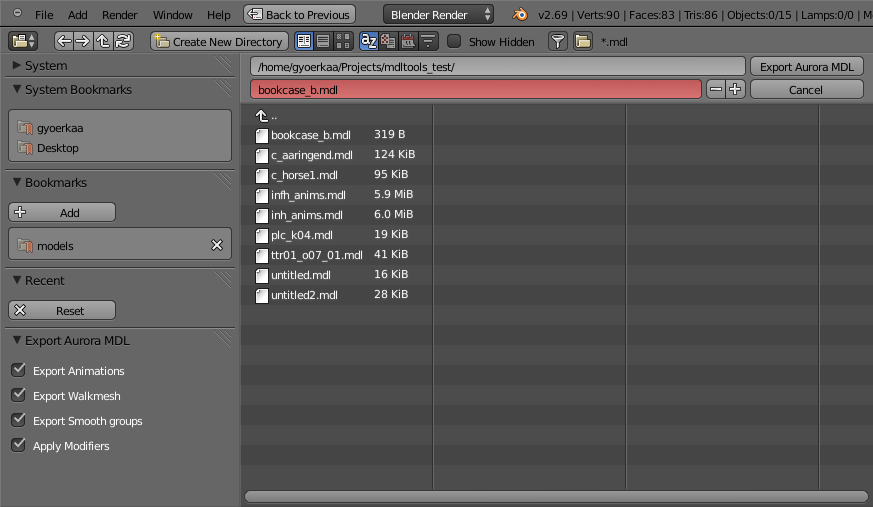 File Add Render Window Help Back to Previous Blender Render v2.69 | Verts:90 | Faces:83 | Tris:86 | Objects:0/15 | Lamps:0/0 |
Create New Directory Show Hidden *.mdl
System
System Bookmarks
gyoerkaa
Desktop
Bookmarks
Add
models
Recent
Reset
Export Aurora MDL
Export Animations
Export Walkmesh
Export Smooth groups
Apply Modifiers
/home/gyoerkaa/Projects/mdltools_test/ Export Aurora MDL
bookcase_b.mdl Cancel
..
bookcase_b.mdl 319 B
c_aaringend.mdl 124 KiB
c_horse1.mdl 95 KiB
infh_anims.mdl 5.9 MiB
inh_anims.mdl 6.0 MiB
plc_k04.mdl 19 KiB
ttr01_o07_01.mdl 41 KiB
untitled.mdl 16 KiB
untitled2.mdl 28 KiB